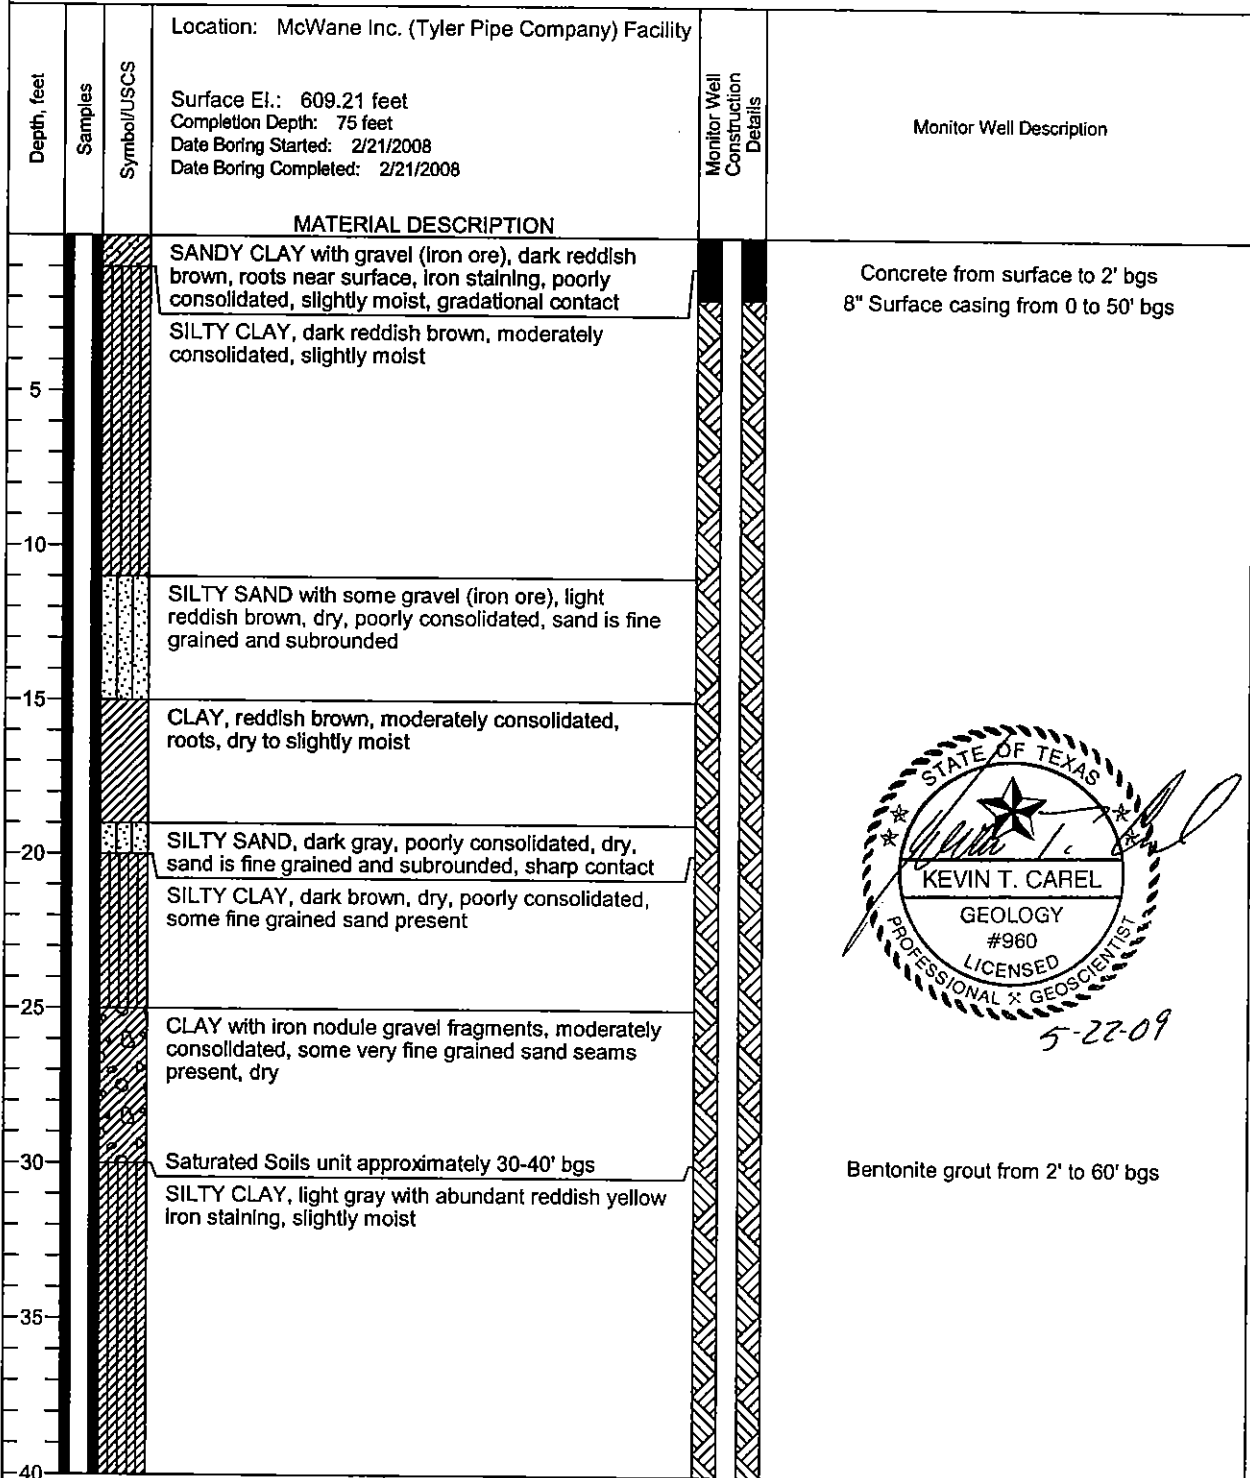 Location: McWane Inc. (Tyler Pipe Company) Facility
Surface El.: 609.21 feet
Completion Depth: 75 feet
Date Boring Started: 2/21/2008
Date Boring Completed: 2/21/2008
Depth, feet
Samples
Symbol/USCS
MATERIAL DESCRIPTION
Monitor Well
Construction
Details
Monitor Well Description
SANDY CLAY with gravel (iron ore), dark reddish
brown, roots near surface, iron staining, poorly
consolidated, slightly moist, gradational contact
Concrete from surface to 2' bgs
8" Surface casing from 0 to 50' bgs
SILTY CLAY, dark reddish brown, moderately
consolidated, slightly moist
5
10
SILTY SAND with some gravel (iron ore), light
reddish brown, dry, poorly consolidated, sand is fine
grained and subrounded
15
CLAY, reddish brown, moderately consolidated,
roots, dry to slightly moist
SILTY SAND, dark gray, poorly consolidated, dry,
sand is fine grained and subrounded, sharp contact
20
SILTY CLAY, dark brown, dry, poorly consolidated,
some fine grained sand present
STATE OF TEXAS
KEVIN T. CAREL
GEOLOGY
#960
LICENSED
PROFESSIONAL GEOSCIENTIST
5-22-09
25
CLAY with iron nodule gravel fragments, moderately
consolidated, some very fine grained sand seams
present, dry
30
Saturated Soils unit approximately 30-40' bgs
Bentonite grout from 2' to 60' bgs
SILTY CLAY, light gray with abundant reddish yellow
iron staining, slightly moist
35
40